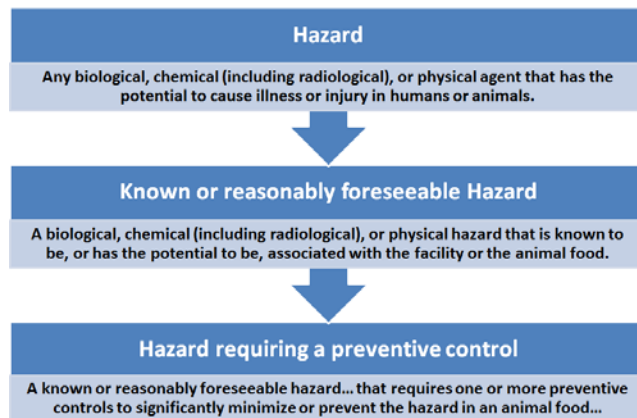 Hazard
Any biological, chemical (including radiological), or physical agent that has the
potential to cause illness or injury in humans or animals.
Known or reasonably foreseeable Hazard
A biological, chemical (including radiological), or physical hazard that is known to
be, or has the potential to be, associated with the facility or the animal food.
Hazard requiring a preventive control
A known or reasonably foreseeable hazard... that requires one or more preventive
controls to significantly minimize or prevent the hazard in an animal food...